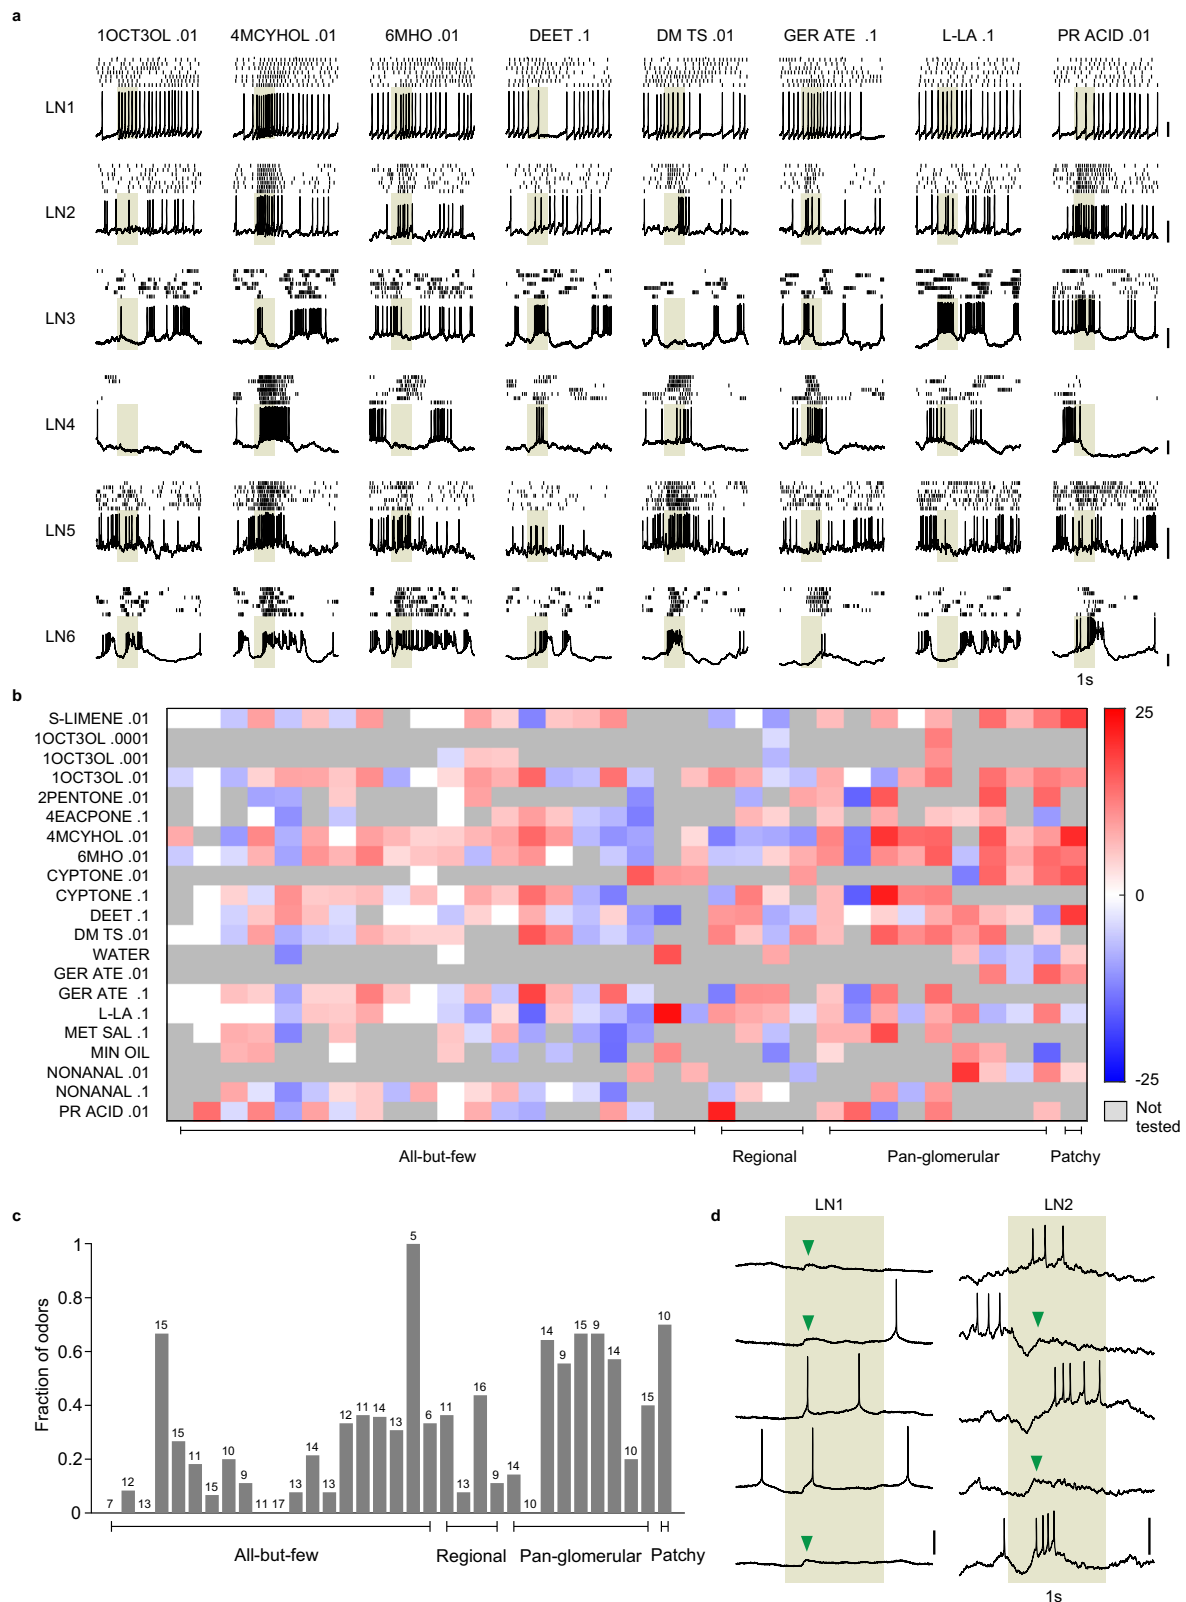 a
1OCT3OL .01 4MCYHOL .01 6MHO .01 DEET .1 DM TS .01 GER ATE .1 L-LA .1 PR ACID .01
LN1
LN2
LN3
LN4
LN5
LN6
1s
b
S-LIMENE .01
1OCT3OL .0001
1OCT3OL .001
1OCT3OL .01
2PENTONE .01
4EACPONE .1
4MCYHOL .01
6MHO .01
CYPTONE .01
CYPTONE .1
DEET .1
DM TS .01
WATER
GER ATE .01
GER ATE .1
L-LA .1
MET SAL .1
MIN OIL
NONANAL .01
NONANAL .1
PR ACID .01
25
0
-25
Not
tested
All-but-few Regional Pan-glomerular Patchy
c
Fraction of odors
1
0.8
0.6
0.4
0.2
0
7 12 13 15 15 11 15 10 9 11 17 13 14 13 12 11 14 13 5 6 11 13 16 9 14 10 14 9 15 9 14 10 15 10
All-but-few Regional Pan-glomerular Patchy
d
LN1 LN2
1s